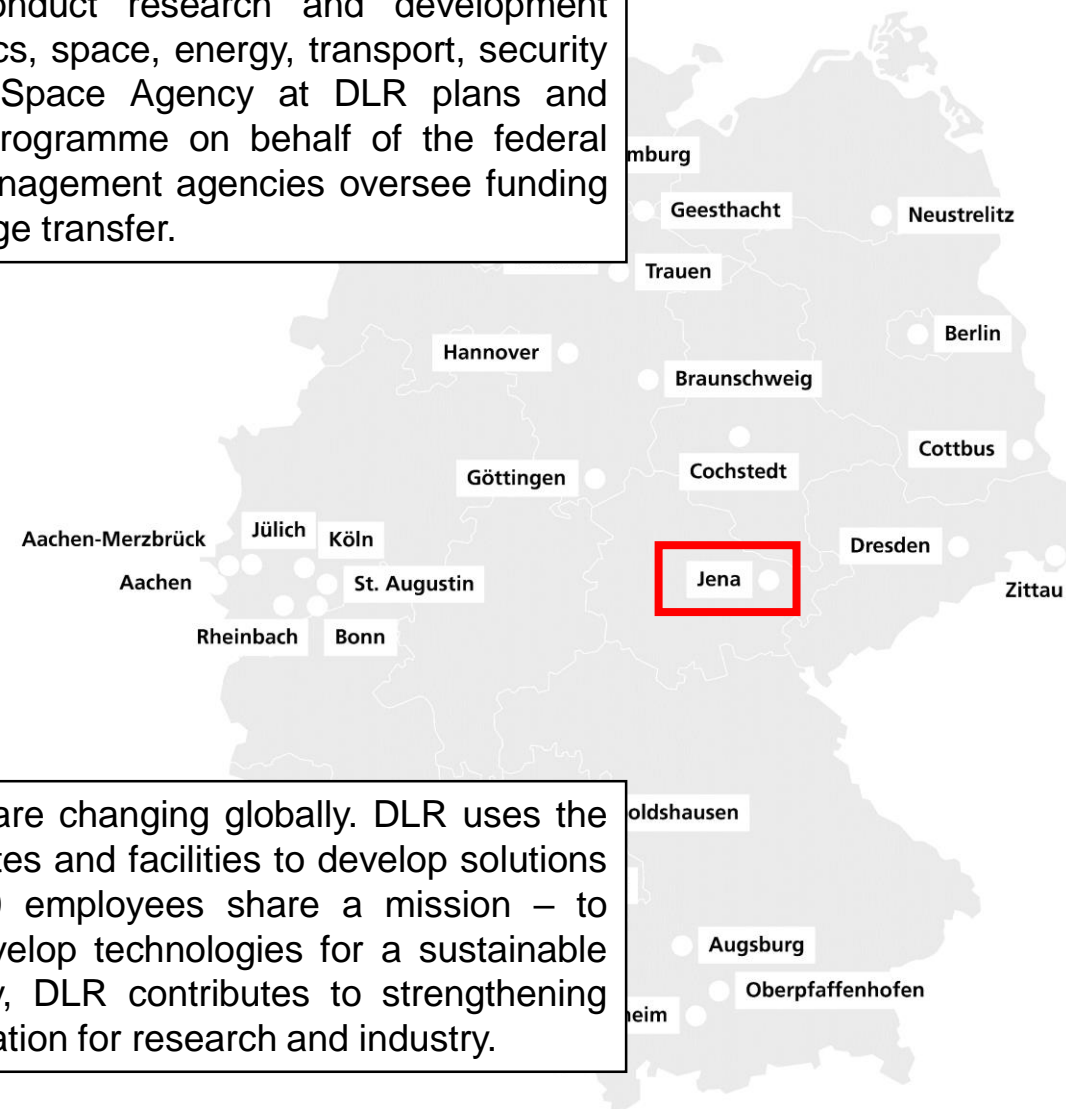 conduct research and development
cs, space, energy, transport, security
Space Agency at DLR plans and
rogramme on behalf of the federal
nagement agencies oversee funding
ge transfer.
mburg
Geesthacht
Neustrelitz
Trauen
Berlin
Hannover
Braunschweig
Cottbus
Göttingen
Cochstedt
Aachen-Merzbrück
Jülich
Köln
Dresden
Aachen
St. Augustin
Jena
Zittau
Rheinbach
Bonn
are changing globally. DLR uses the
tes and facilities to develop solutions
employees share a mission – to
velop technologies for a sustainable
y, DLR contributes to strengthening
ation for research and industry.
oldshausen
Augsburg
Oberpfaffenhofen
heim